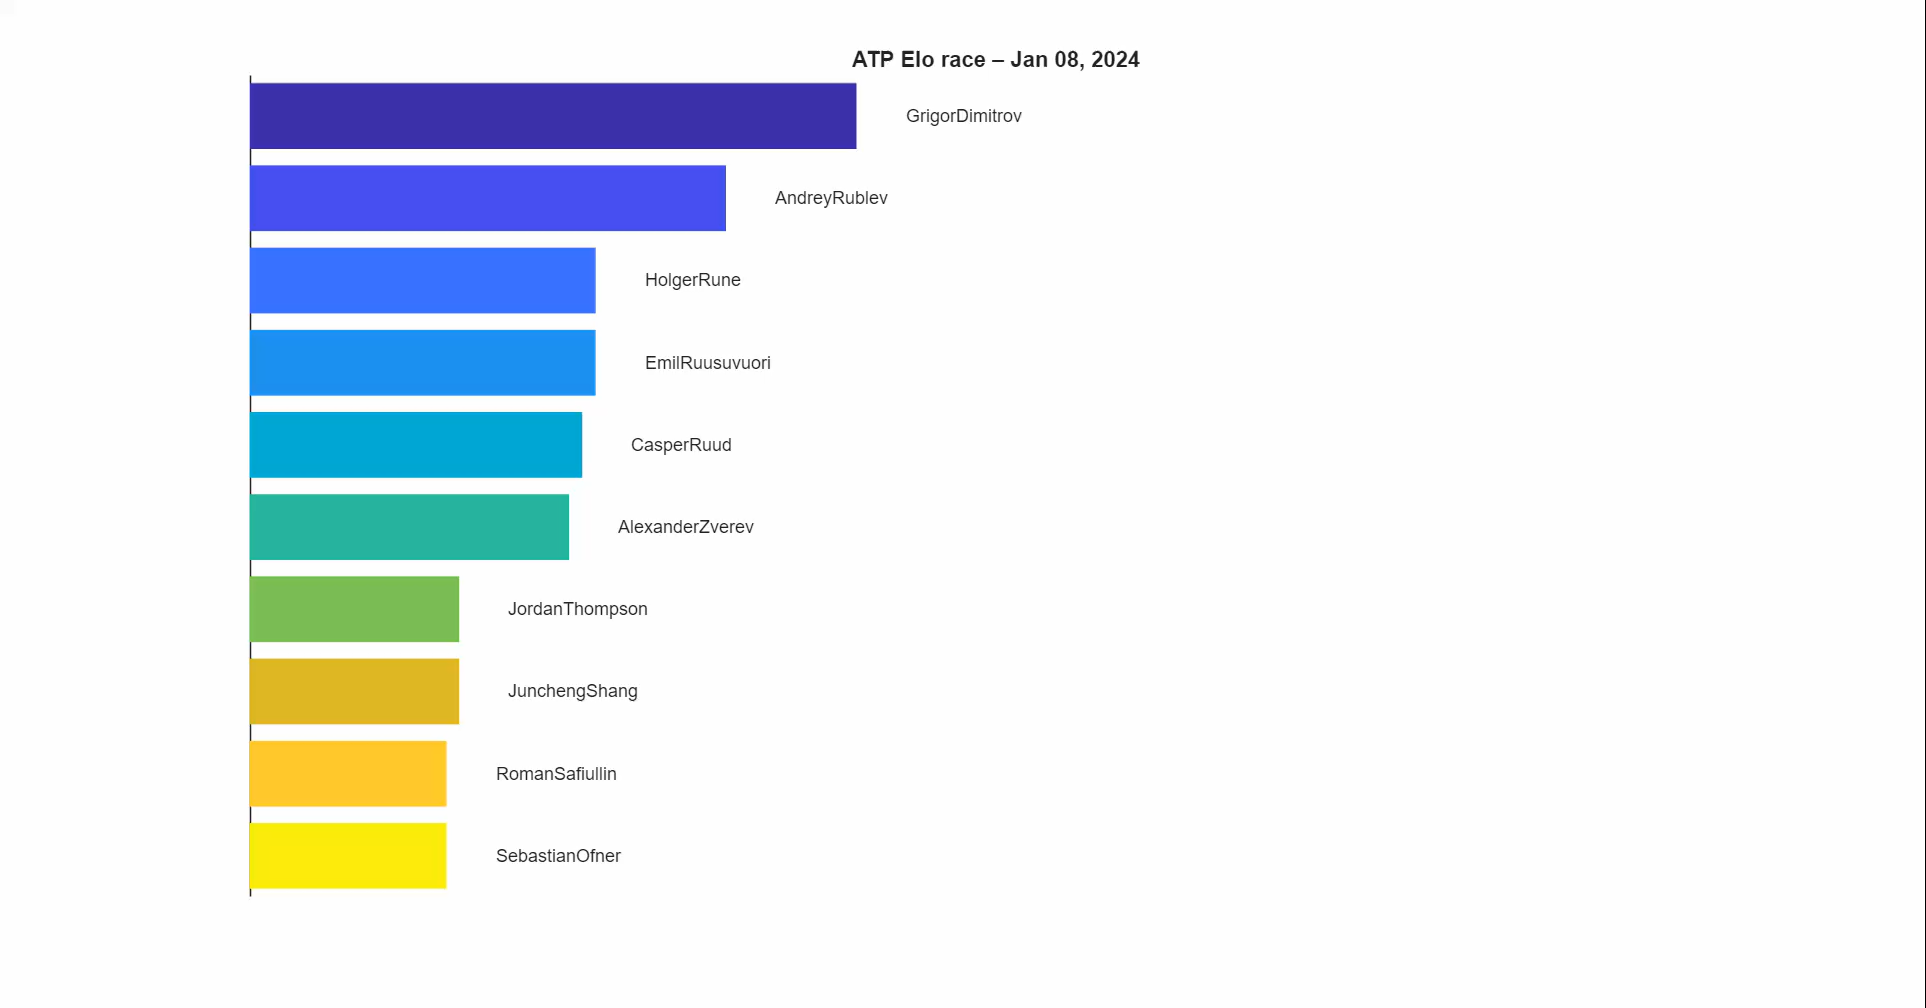 ATP Elo race – Jan 08, 2024
GrigorDimitrov
AndreyRublev
HolgerRune
EmilRuusuvuori
CasperRuud
AlexanderZverev
JordanThompson
JunchengShang
RomanSafiullin
SebastianOfner